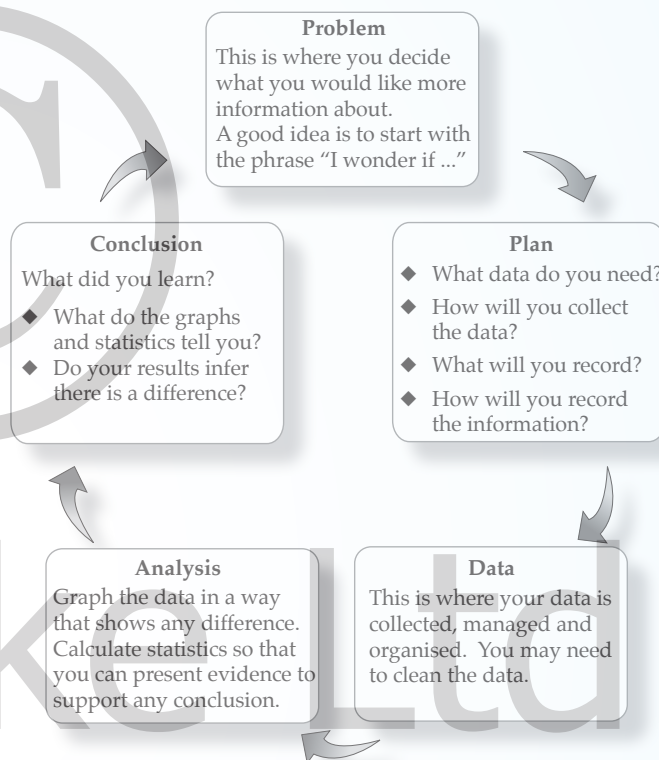 Problem
This is where you decide
what you would like more
information about.
A good idea is to start with
the phrase “I wonder if ...”
Plan
◆ What data do you need?
◆ How will you collect
the data?
◆ What will you record?
◆ How will you record
the information?
Data
This is where your data is
collected, managed and
organised. You may need
to clean the data.
Analysis
Graph the data in a way
that shows any difference.
Calculate statistics so that
you can present evidence to
support any conclusion.
Conclusion
What did you learn?
◆ What do the graphs
and statistics tell you?
◆ Do your results infer
there is a difference?
©
ke Ltd